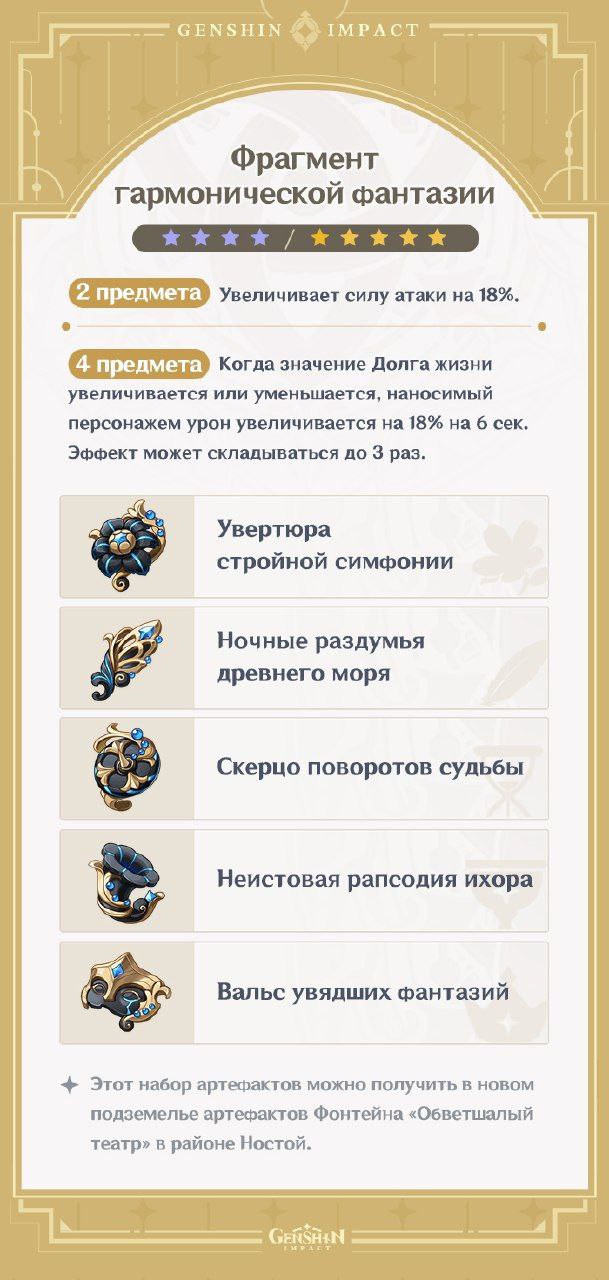 GENSHIN IMPACT
Фрагмент
гармонической фантазии
2 предмета Увеличивает силу атаки на 18%.
4 предмета Когда значение Долга жизни
увеличивается или уменьшается, наносимый
персонажем урон увеличивается на 18% на 6 сек.
Эффект может складываться до 3 раз.
Увертюра
стройной симфонии
Ночные раздумья
древнего моря
Скерцо поворотов судьбы
Неистовая рапсодия ихора
Вальс увядших фантазий
Этот набор артефактов можно получить в новом
подземелье артефактов Фонтейна «Обветшалый
театр» в районе Ностой.
GENSHIN
IMPACT